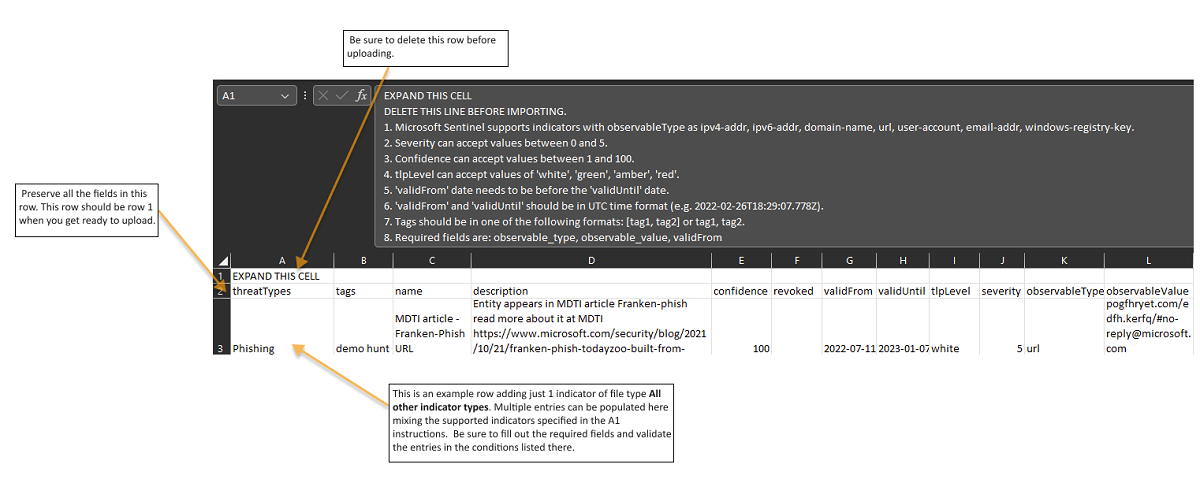 Be sure to delete this row before
uploading.
A1
fx
EXPAND THIS CELL
DELETE THIS LINE BEFORE IMPORTING.
1. Microsoft Sentinel supports indicators with observableType as ipv4-addr, ipv6-addr, domain-name, url, user-account, email-addr, windows-registry-key.
2. Severity can accept values between 0 and 5.
3. Confidence can accept values between 1 and 100.
4. tlpLevel can accept values of 'white', 'green', 'amber', 'red'.
5. 'validFrom' date needs to be before the 'validUntil' date.
6. 'validFrom' and 'validUntil' should be in UTC time format (e.g. 2022-02-26T18:29:07.778Z).
7. Tags should be in one of the following formats: [tag1, tag2] or tag1, tag2.
8. Required fields are: observable_type, observable_value, validFrom
Preserve all the fields in this
row. This row should be row 1
when you get ready to upload.
A B C D E F G H I J K L
1 EXPAND THIS CELL
2 threatTypes tags name description confidence revoked validFrom validUntil tlpLevel severity observableType observableValue
Entity appears in MDTI article Franken-phish pogfhryet.com/e
MDTI article - read more about it at MDTI dfh.kerfq/#no-
Franken-Phish https://www.microsoft.com/security/blog/2021 reply@microsoft.
3 Phishing demo hunt URL /10/21/franken-phish-todayzoo-built-from- 100 2022-07-11 2023-01-07 white 5 url com
This is an example row adding just 1 indicator of file type All
other indicator types. Multiple entries can be populated here
mixing the supported indicators specified in the A1
instructions. Be sure to fill out the required fields and validate
the entries in the conditions listed there.